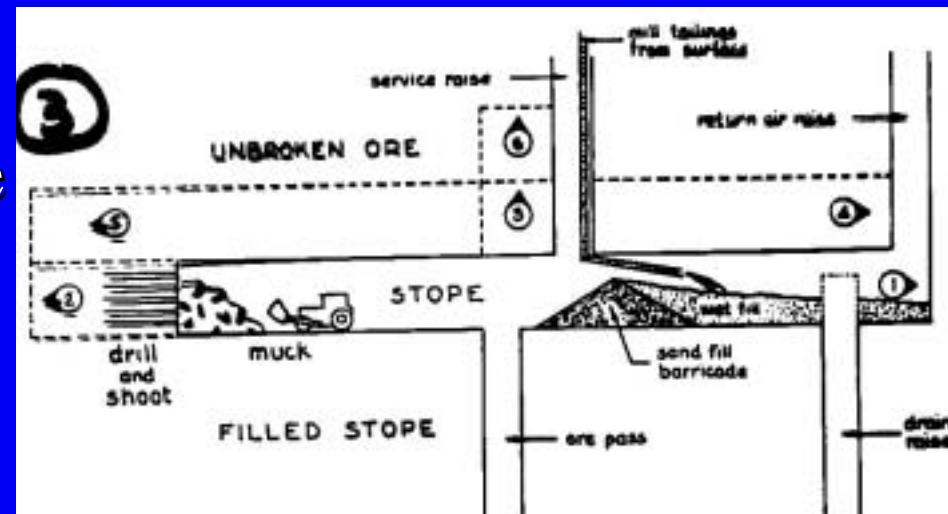 3
mill tailings
from surface
service raise
return air raise
UNBROKEN ORE
6
5
3
4
2
STOPE
1
wet fill
drill
and
shoot
muck
sand fill
barricade
FILLED STOPE
ore pass
drain
raise